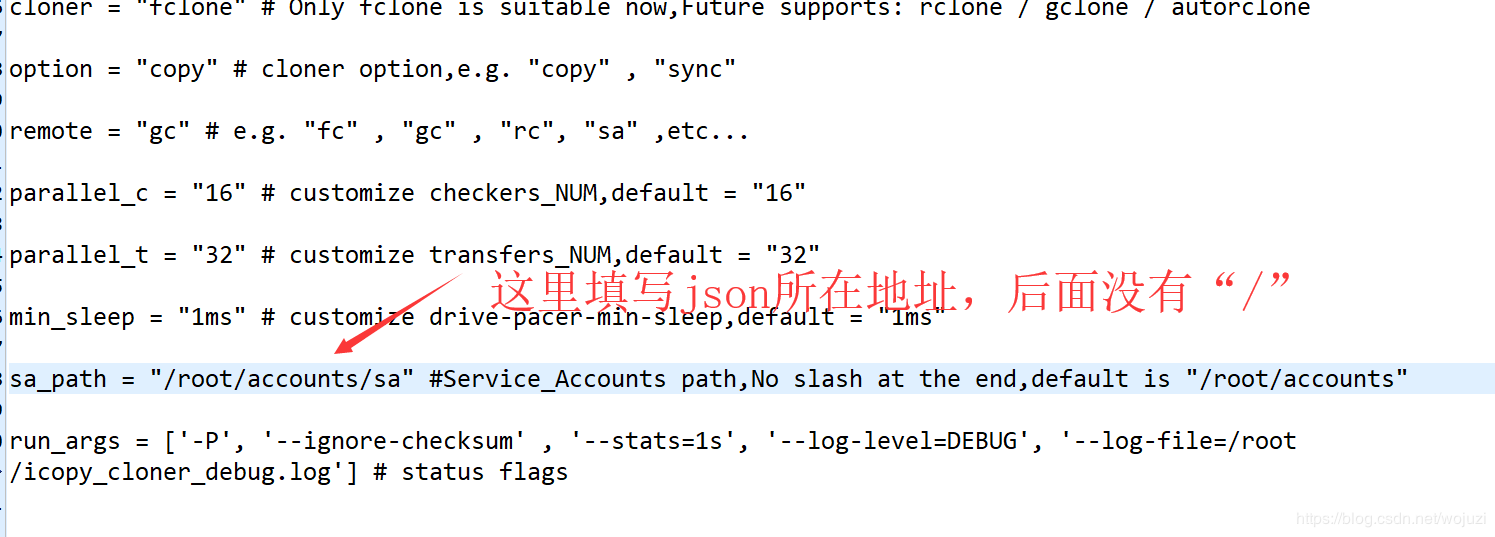 cloner = "fclone" # Only fclone is suitable now,Future supports: rclone / gclone / autorclone
option = "copy" # cloner option,e.g. "copy" , "sync"
remote = "gc" # e.g. "fc" , "gc" , "rc", "sa" ,etc...
parallel_c = "16" # customize checkers_NUM,default = "16"
parallel_t = "32" # customize transfers_NUM,default = "32"
这里填写json所在地址，后面没有“/”
min_sleep = "1ms" # customize drive-pacer-min-sleep,default = "1ms"
sa_path = "/root/accounts/sa" #Service_Accounts path,No slash at the end,default is "/root/accounts"
run_args = ['-P', '--ignore-checksum' , '--stats=1s', '--log-level=DEBUG', '--log-file=/root
/icopy_cloner_debug.log'] # status flags
https://blog.csdn.net/wojuzi